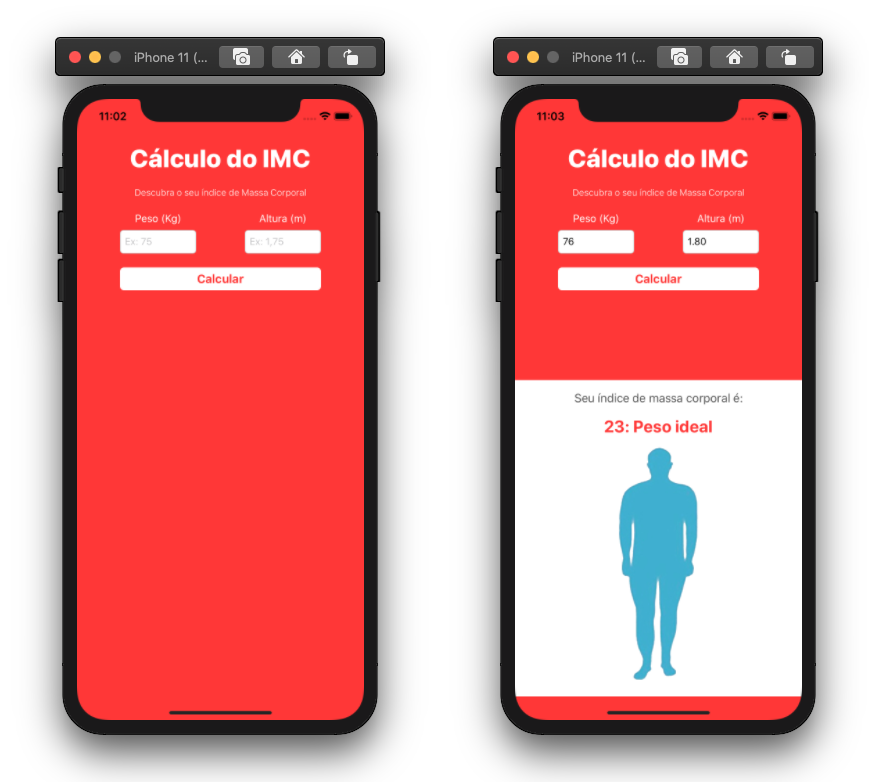 iPhone 11 (...
11:02
Cálculo do IMC
Descubra o seu índice de Massa Corporal
Peso (Kg) Altura (m)
Ex: 75 Ex: 1,75
Calcular
iPhone 11 (...
11:03
Cálculo do IMC
Descubra o seu índice de Massa Corporal
Peso (Kg) Altura (m)
76 1.80
Calcular
Seu índice de massa corporal é:
23: Peso ideal